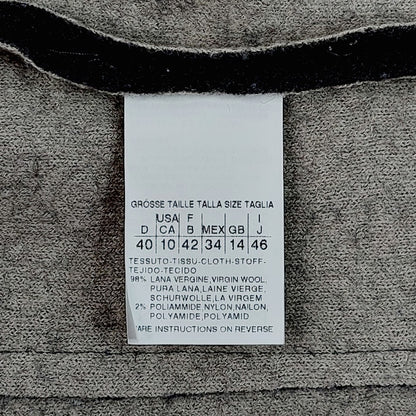 GRÖSSE TAILLE TALLA SIZE TAGLIA
USA F I
D CA B MEX GB J
40 10 42 34 14 46
TESSUTO-TISSU-CLOTH-STOFF-
TEJIDO-TECIDO
98% LANA VERGINE,VIRGIN WOOL,
PURA LANA,LAINE VIERGE,
SCHURWOLLE,LA VIRGEM
2% POLIAMMIDE,NYLON,NAILON,
POLYAMIDE,POLYAMID
CARE INSTRUCTIONS ON REVERSE